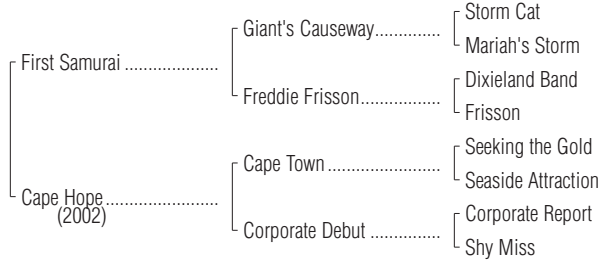 Storm Cat
Giant's Causeway..............
Mariah's Storm
First Samurai ....................
Dixieland Band
Freddie Frisson.................
Frisson
Seeking the Gold
Cape Town ........................
Seaside Attraction
Cape Hope........................
(2002)
Corporate Report
Corporate Debut ...............
Shy Miss